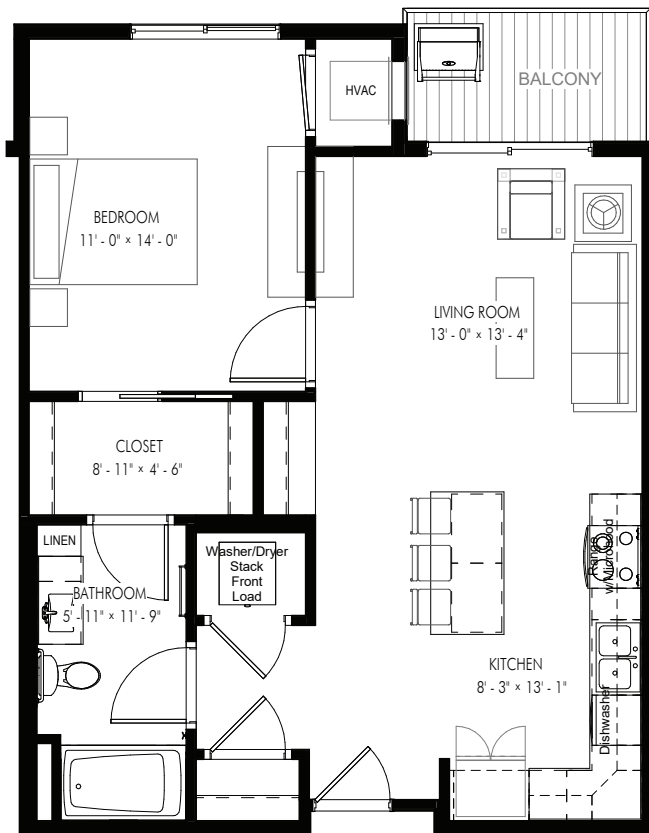 BALCONY
HVAC
BEDROOM
11' - 0" × 14' - 0"
LIVING ROOM
13' - 0" × 13' - 4"
CLOSET
8' - 11" × 4' - 6"
LINEN
Washer/Dryer
Stack
Front
Load
Range
w/Microhood
BATHROOM
5' - 11" × 11' - 9"
KITCHEN
8' - 3" × 13' - 1"
Dishwasher